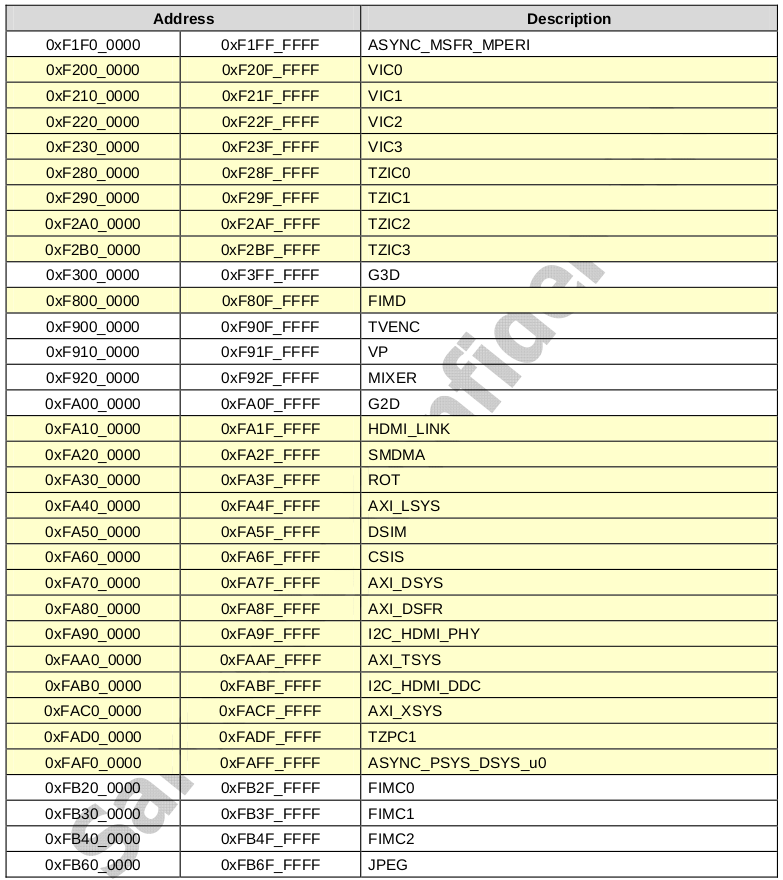 Address Description
0xF1F0_0000 0xF1FF_FFFF ASYNC_MSFR_MPERI
0xF200_0000 0xF20F_FFFF VIC0
0xF210_0000 0xF21F_FFFF VIC1
0xF220_0000 0xF22F_FFFF VIC2
0xF230_0000 0xF23F_FFFF VIC3
0xF280_0000 0xF28F_FFFF TZIC0
0xF290_0000 0xF29F_FFFF TZIC1
0xF2A0_0000 0xF2AF_FFFF TZIC2
0xF2B0_0000 0xF2BF_FFFF TZIC3
0xF300_0000 0xF3FF_FFFF G3D
0xF800_0000 0xF80F_FFFF FIMD
0xF900_0000 0xF90F_FFFF TVENC
0xF910_0000 0xF91F_FFFF VP
0xF920_0000 0xF92F_FFFF MIXER
0xFA00_0000 0xFA0F_FFFF G2D
0xFA10_0000 0xFA1F_FFFF HDMI_LINK
0xFA20_0000 0xFA2F_FFFF SMDMA
0xFA30_0000 0xFA3F_FFFF ROT
0xFA40_0000 0xFA4F_FFFF AXI_LSYS
0xFA50_0000 0xFA5F_FFFF DSIM
0xFA60_0000 0xFA6F_FFFF CSIS
0xFA70_0000 0xFA7F_FFFF AXI_DSYS
0xFA80_0000 0xFA8F_FFFF AXI_DSFR
0xFA90_0000 0xFA9F_FFFF I2C_HDMI_PHY
0xFAA0_0000 0xFAAF_FFFF AXI_TSYS
0xFAB0_0000 0xFABF_FFFF I2C_HDMI_DDC
0xFAC0_0000 0xFACF_FFFF AXI_XSYS
0xFAD0_0000 0xFADF_FFFF TZPC1
0xFAF0_0000 0xFAFF_FFFF ASYNC_PSYS_DSYS_u0
0xFB20_0000 0xFB2F_FFFF FIMC0
0xFB30_0000 0xFB3F_FFFF FIMC1
0xFB40_0000 0xFB4F_FFFF FIMC2
0xFB60_0000 0xFB6F_FFFF JPEG